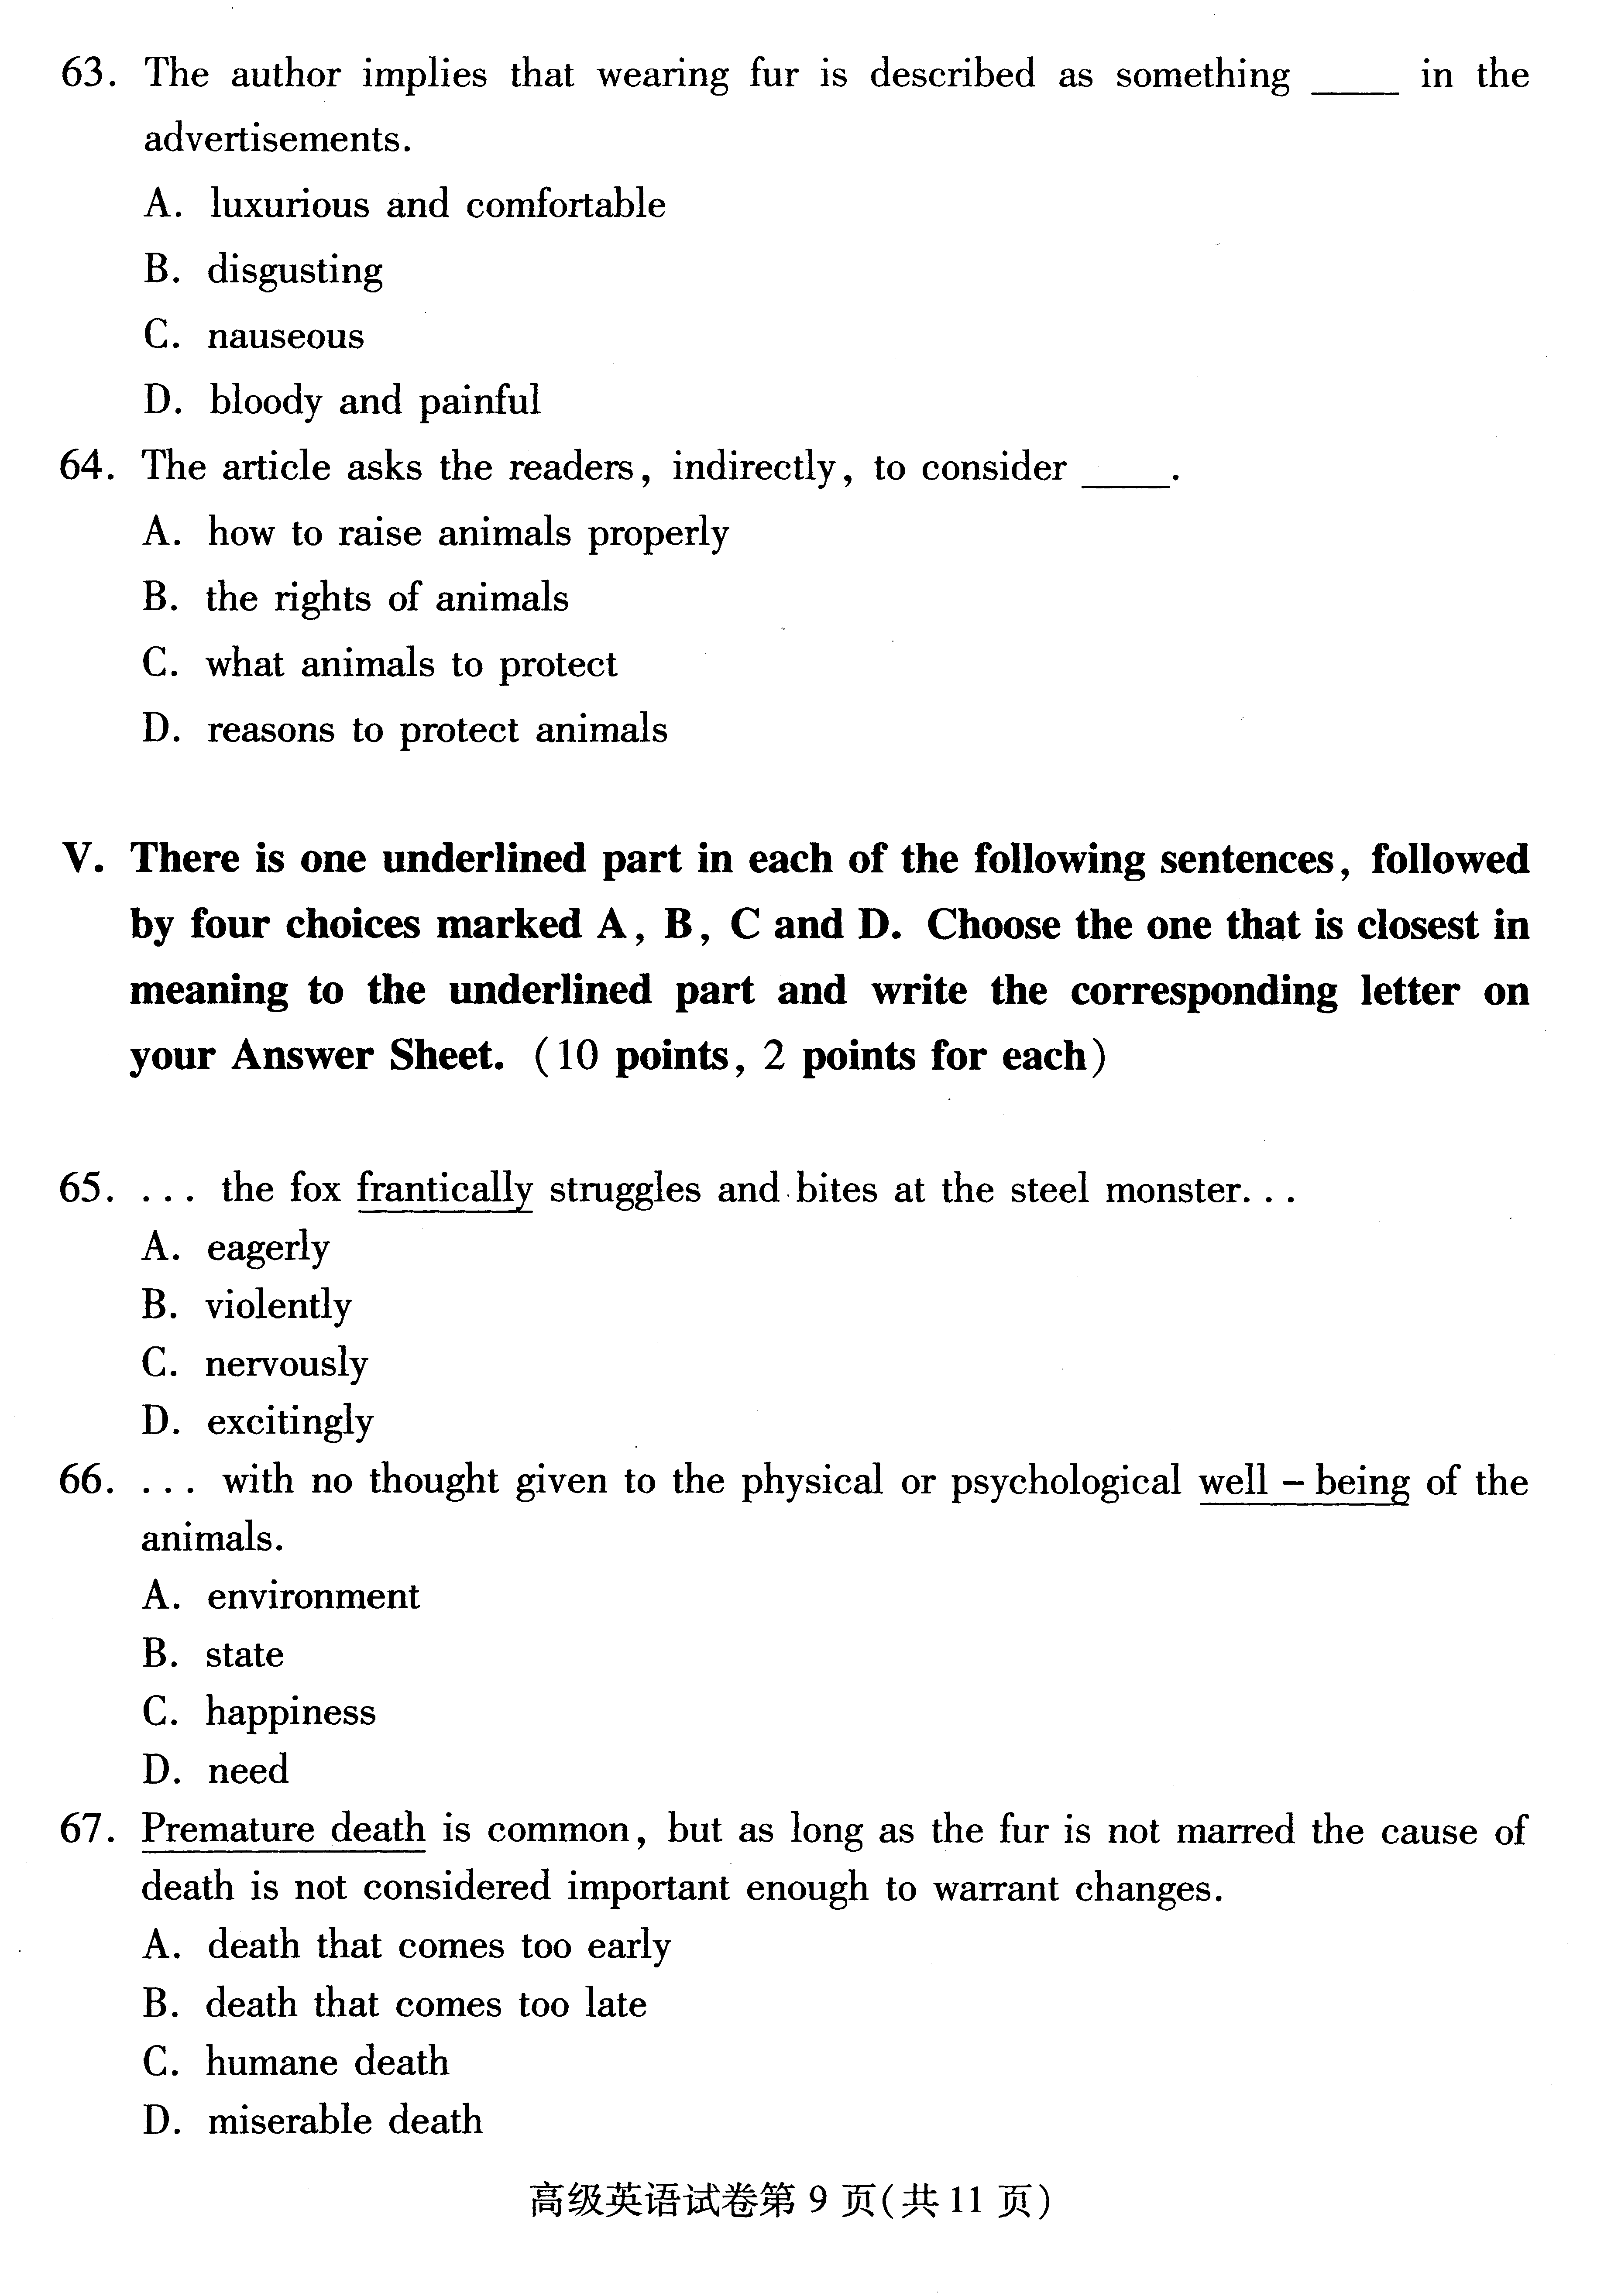 63. The author implies that wearing fur is described as something ____ in the
advertisements.
A. luxurious and comfortable
B. disgusting
C. nauseous
D. bloody and painful
64. The article asks the readers, indirectly, to consider ____.
A. how to raise animals properly
B. the rights of animals
C. what animals to protect
D. reasons to protect animals
V. There is one underlined part in each of the following sentences, followed
by four choices marked A, B, C and D. Choose the one that is closest in
meaning to the underlined part and write the corresponding letter on
your Answer Sheet. (10 points, 2 points for each)
65. ... the fox frantically struggles and bites at the steel monster...
A. eagerly
B. violently
C. nervously
D. excitingly
66. ... with no thought given to the physical or psychological well – being of the
animals.
A. environment
B. state
C. happiness
D. need
67. Premature death is common, but as long as the fur is not marred the cause of
death is not considered important enough to warrant changes.
A. death that comes too early
B. death that comes too late
C. humane death
D. miserable death
高级英语试卷第 9 页(共 11 页)